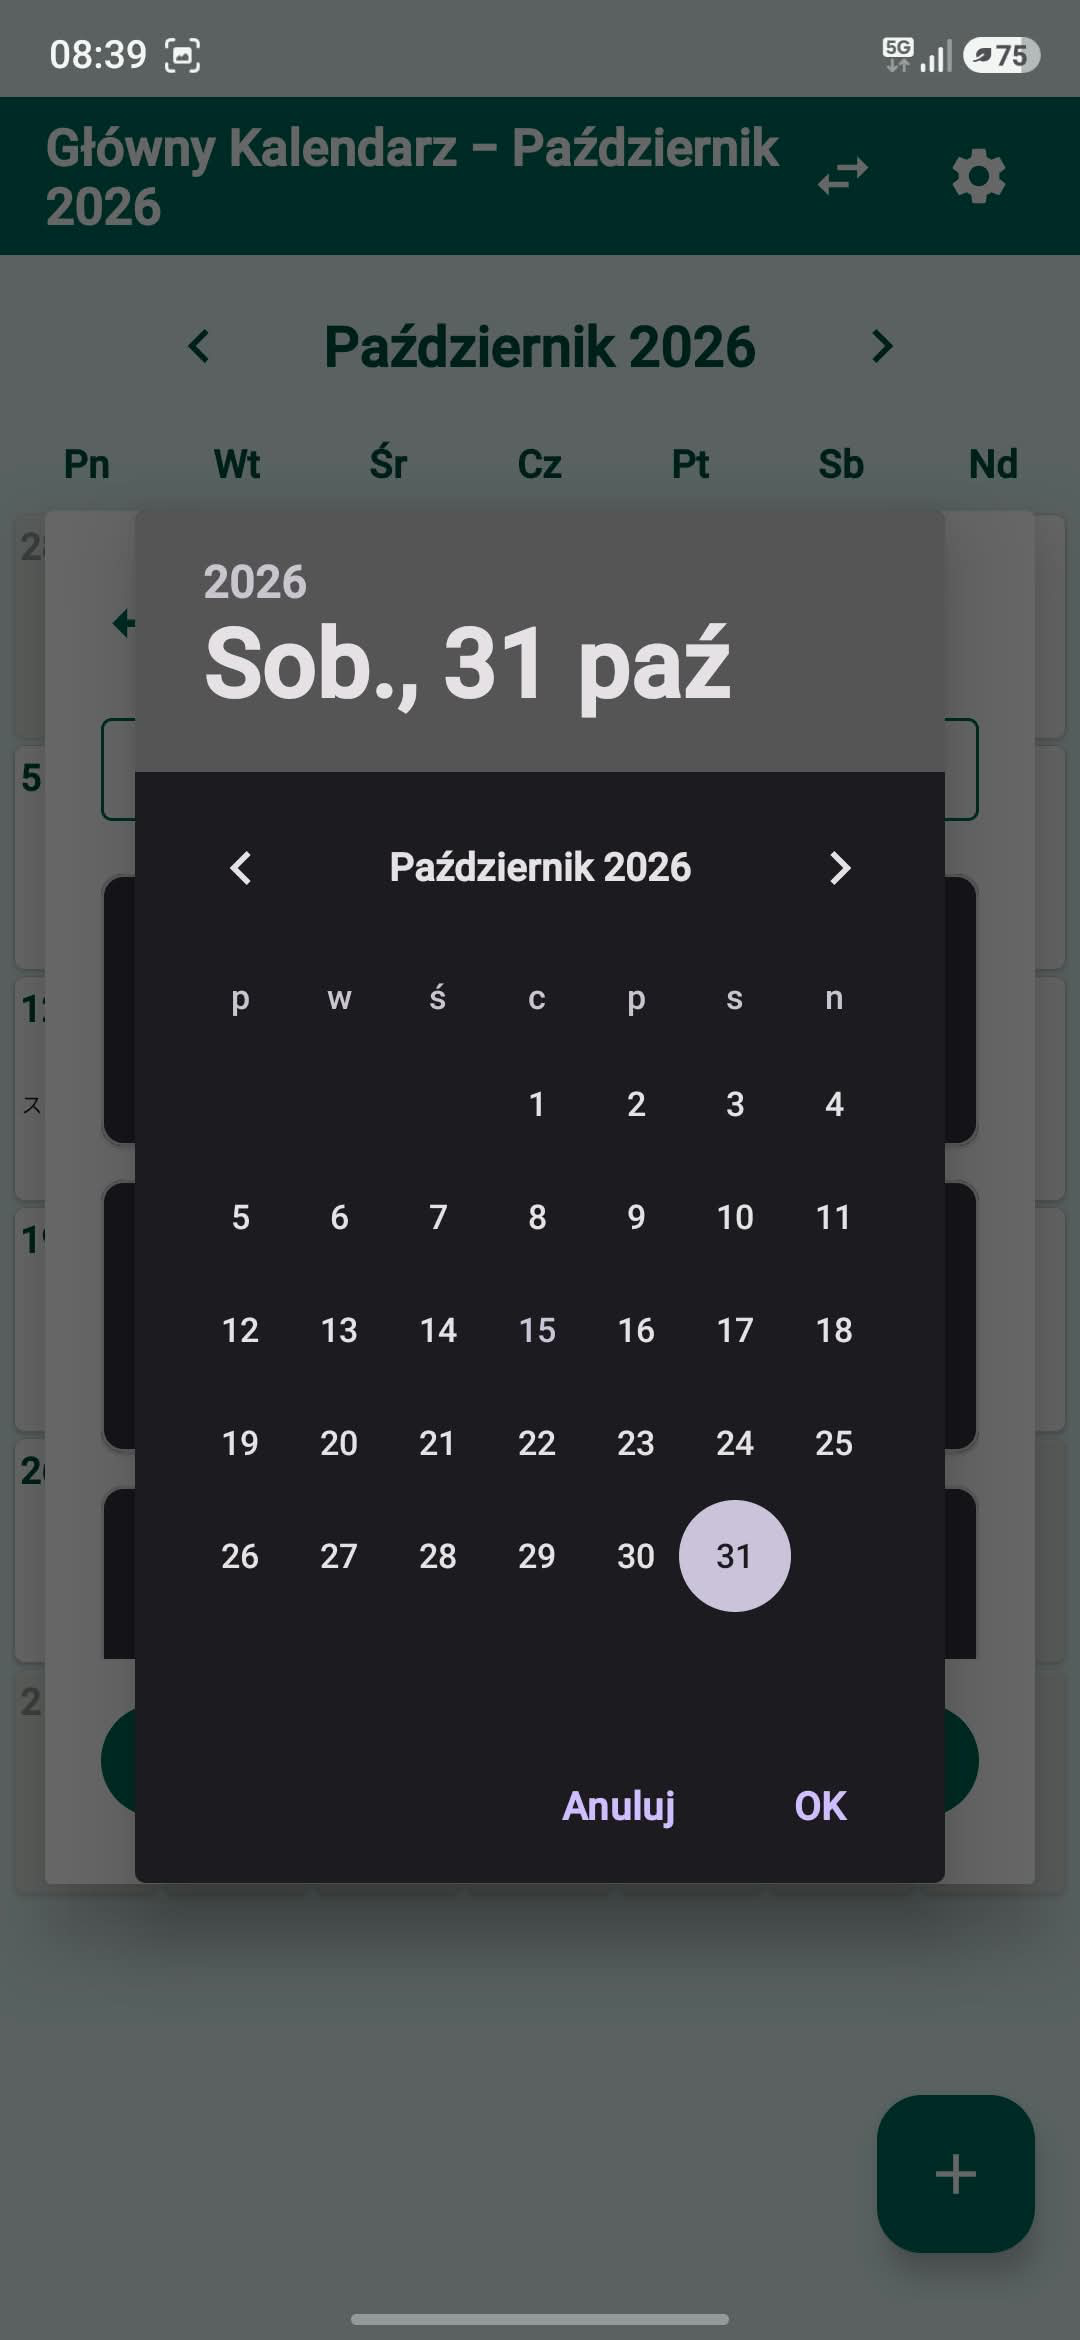 08:39
5G
75
Główny Kalendarz – Październik
2026
Październik 2026
Pn Wt Śr Cz Pt Sb Nd
2026
Sob., 31 paź
5
Październik 2026
p w ś c p s n
ス
1 2 3 4
5 6 7 8 9 10 11
12 13 14 15 16 17 18
19 20 21 22 23 24 25
26 27 28 29 30 31
2
Anuluj OK